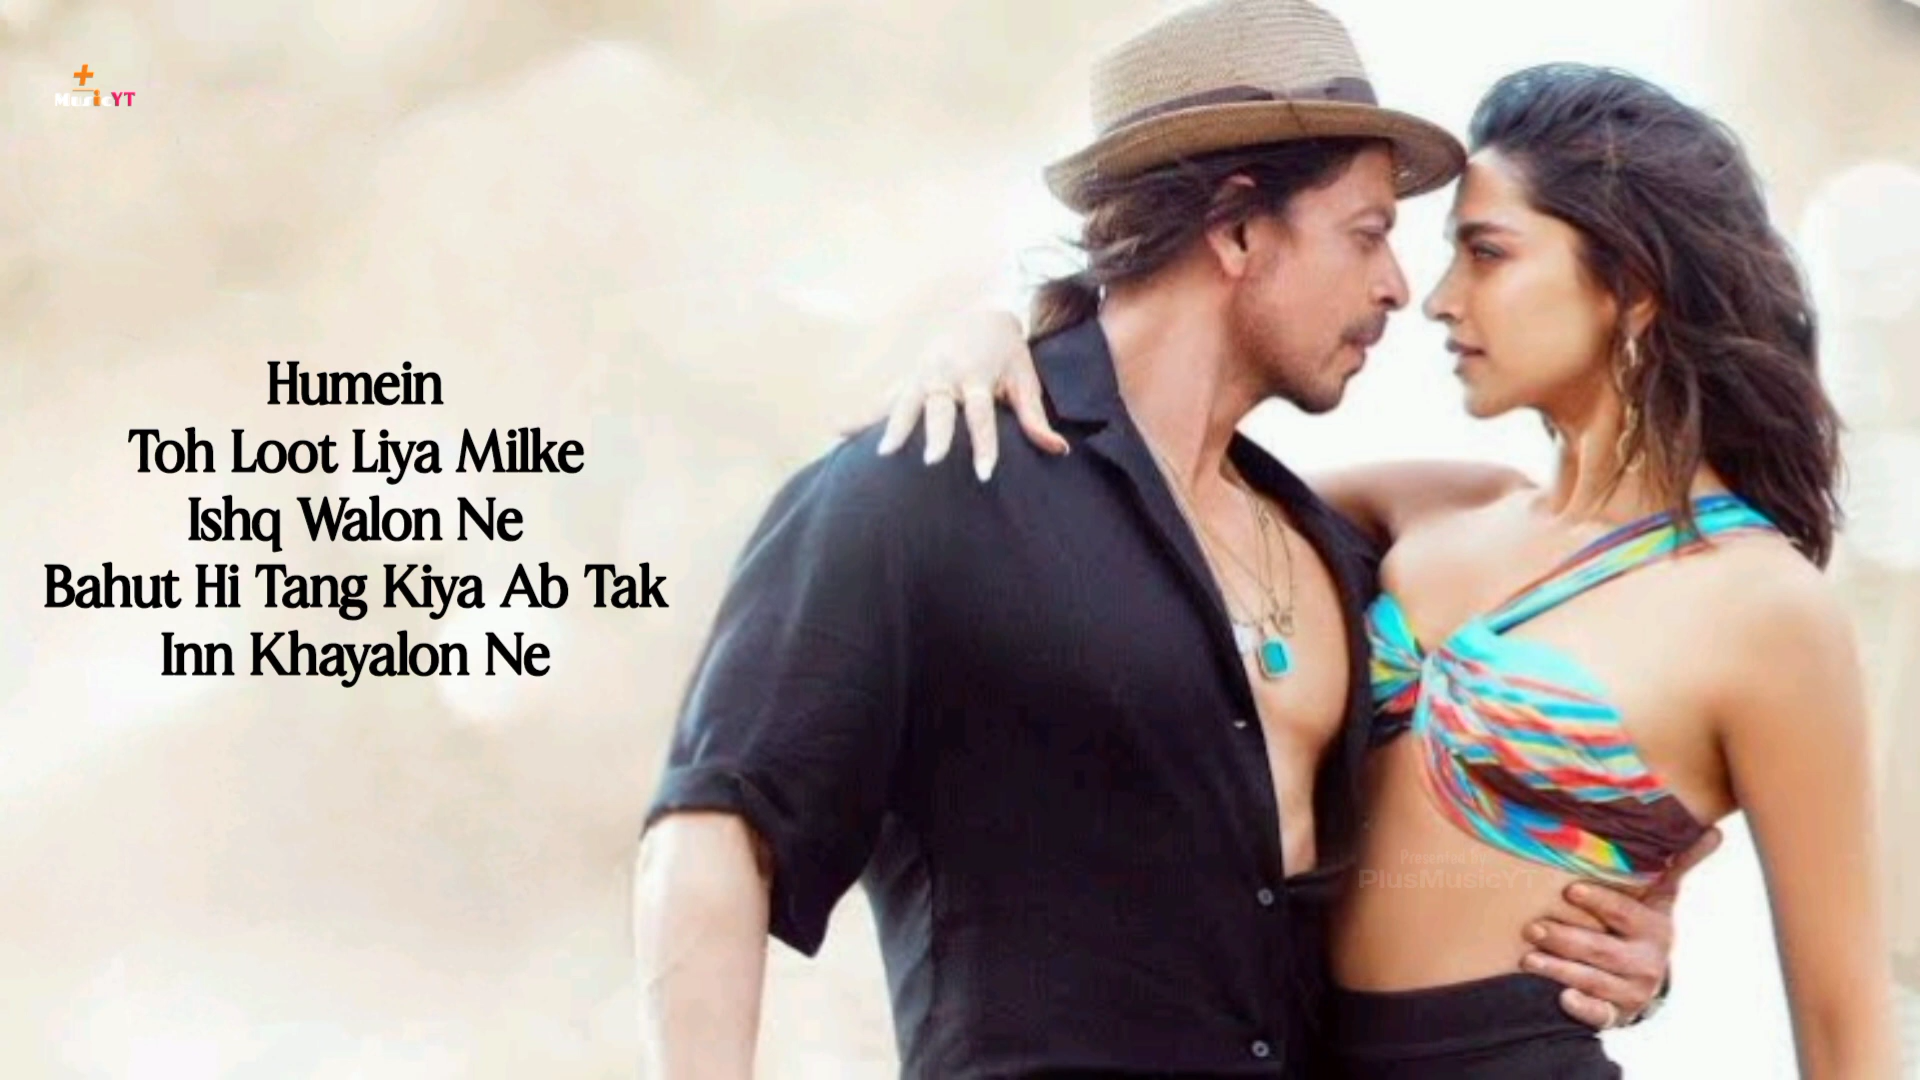 +
MusicYT
Humein
Toh Loot Liya Milke
Ishq Walon Ne
Bahut Hi Tang Kiya Ab Tak
Inn Khayalon Ne
Presented By
PlusMusicYT